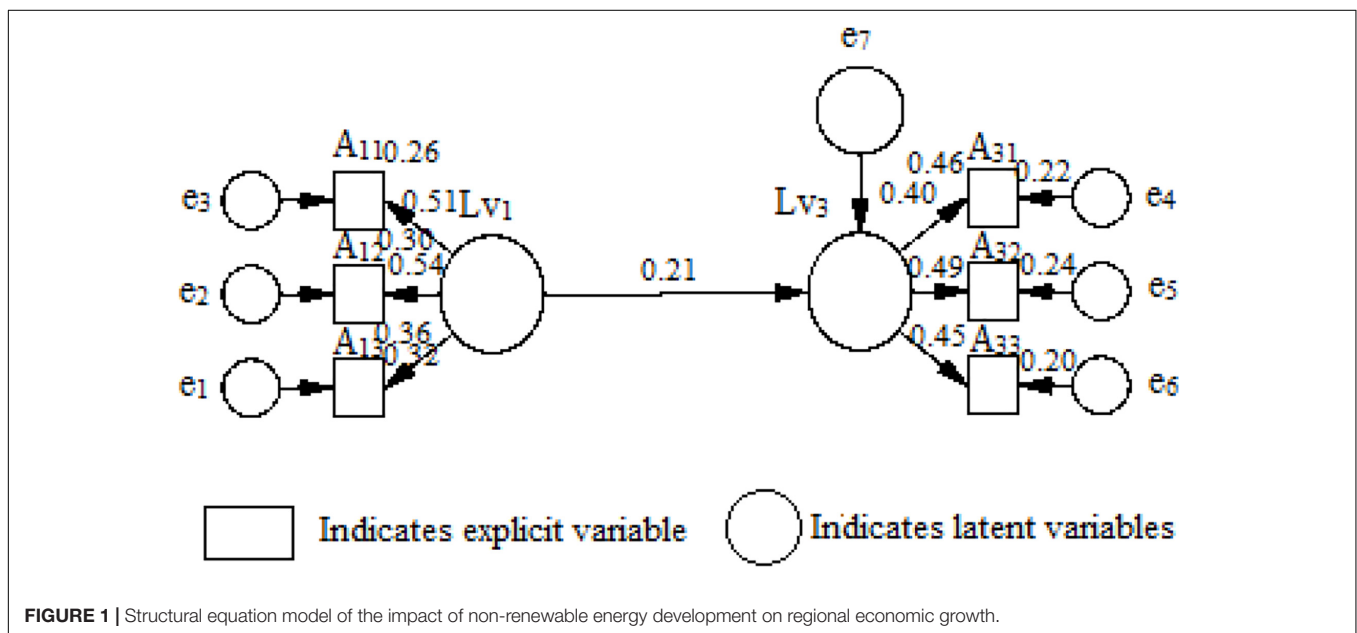 e7
A11 0.26
A31
0.46
0.22
e3
0.51
Lv1
Lv3
0.40
e4
0.30
A12
0.54
A32
0.49
0.24
e2
0.21
e5
0.36
A13
0.32
A33
0.45
0.20
e1
e6
Indicates explicit variable
Indicates latent variables
FIGURE 1 | Structural equation model of the impact of non-renewable energy development on regional economic growth.